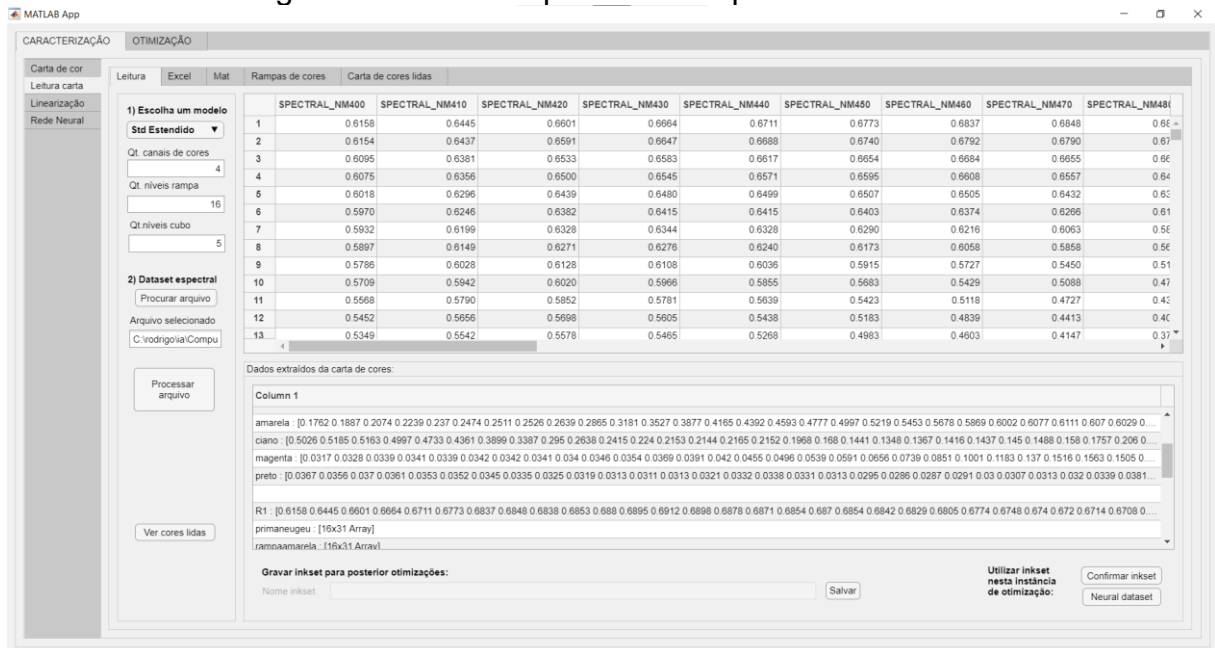 MATLAB App
CARACTERIZAÇÃO OTIMIZAÇÃO
Carta de cor
Leitura carta
Linearização
Rede Neural
Leitura Excel Mat Rampas de cores Carta de cores lidas
1) Escolha um modelo
Std Estendido
Qt. canais de cores
4
Qt. níveis rampa
16
Qt.níveis cubo
5
2) Dataset espectral
Procurar arquivo
Arquivo selecionado
C:\rodrigo\ia\Compu
Processar
arquivo
Ver cores lidas
SPECTRAL_NM400 SPECTRAL_NM410 SPECTRAL_NM420 SPECTRAL_NM430 SPECTRAL_NM440 SPECTRAL_NM450 SPECTRAL_NM460 SPECTRAL_NM470 SPECTRAL_NM48
1 0.6158 0.6445 0.6601 0.6664 0.6711 0.6773 0.6837 0.6848 0.68
2 0.6154 0.6437 0.6591 0.6647 0.6688 0.6740 0.6792 0.6790 0.67
3 0.6095 0.6381 0.6533 0.6583 0.6617 0.6654 0.6684 0.6655 0.66
4 0.6075 0.6356 0.6500 0.6545 0.6571 0.6595 0.6608 0.6557 0.64
5 0.6018 0.6296 0.6439 0.6480 0.6499 0.6507 0.6505 0.6432 0.63
6 0.5970 0.6246 0.6382 0.6415 0.6415 0.6403 0.6374 0.6266 0.61
7 0.5932 0.6199 0.6328 0.6344 0.6328 0.6290 0.6216 0.6063 0.58
8 0.5897 0.6149 0.6271 0.6276 0.6240 0.6173 0.6058 0.5858 0.56
9 0.5786 0.6028 0.6128 0.6108 0.6036 0.5915 0.5727 0.5450 0.51
10 0.5709 0.5942 0.6020 0.5966 0.5855 0.5683 0.5429 0.5088 0.47
11 0.5568 0.5790 0.5852 0.5781 0.5639 0.5423 0.5118 0.4727 0.43
12 0.5452 0.5656 0.5698 0.5605 0.5438 0.5183 0.4839 0.4413 0.40
13 0.5349 0.5542 0.5578 0.5465 0.5268 0.4983 0.4603 0.4147 0.37
Dados extraídos da carta de cores:
Column 1
amarela : [0.1762 0.1887 0.2074 0.2239 0.237 0.2474 0.2511 0.2526 0.2639 0.2865 0.3181 0.3527 0.3877 0.4165 0.4392 0.4593 0.4777 0.4997 0.5219 0.5453 0.5678 0.5869 0.6002 0.6077 0.6111 0.607 0.6029 0....
ciano : [0.5026 0.5185 0.5163 0.4997 0.4733 0.4361 0.3899 0.3387 0.295 0.2638 0.2415 0.224 0.2153 0.2144 0.2165 0.2152 0.1968 0.168 0.1441 0.1348 0.1367 0.1416 0.1437 0.145 0.1488 0.158 0.1757 0.206 0....
magenta : [0.0317 0.0328 0.0339 0.0341 0.0339 0.0342 0.0342 0.0341 0.034 0.0346 0.0354 0.0369 0.0391 0.042 0.0455 0.0496 0.0539 0.0591 0.0656 0.0739 0.0851 0.1001 0.1183 0.137 0.1516 0.1563 0.1505 0....
preto : [0.0367 0.0356 0.037 0.0361 0.0353 0.0352 0.0345 0.0335 0.0325 0.0319 0.0313 0.0311 0.0313 0.0321 0.0332 0.0338 0.0331 0.0313 0.0295 0.0286 0.0287 0.0291 0.03 0.0307 0.0313 0.032 0.0339 0.0381...
R1 : [0.6158 0.6445 0.6601 0.6664 0.6711 0.6773 0.6837 0.6848 0.6838 0.6853 0.688 0.6895 0.6912 0.6898 0.6878 0.6871 0.6854 0.687 0.6854 0.6842 0.6829 0.6805 0.6774 0.6748 0.674 0.672 0.6714 0.6708 0....
primaneugeu : [16x31 Array]
rampaamarela : [16x31 Array]
Gravar inkset para posterior otimizações:
Nome inkset
Salvar
Utilizar inkset
nesta instância
de otimização:
Confirmar inkset
Neural dataset